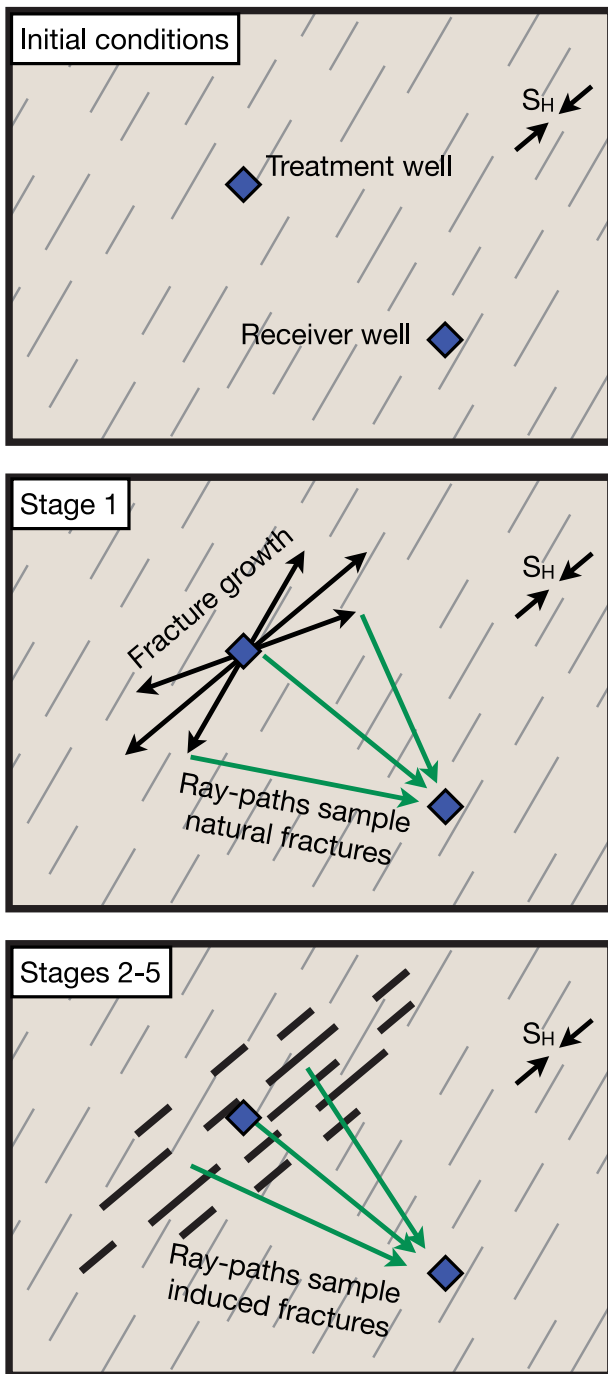 Initial conditions
SH
Treatment well
Receiver well
Stage 1
SH
Fracture growth
Ray-paths sample
natural fractures
Stages 2-5
SH
Ray-paths sample
induced fractures